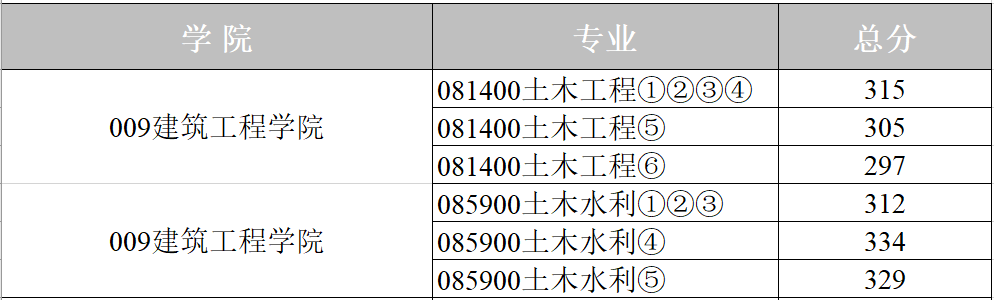 学 院 专业 总分
009建筑工程学院
081400土木工程①②③④ 315
081400土木工程⑤ 305
081400土木工程⑥ 297
009建筑工程学院
085900土木水利①②③ 312
085900土木水利④ 334
085900土木水利⑤ 329